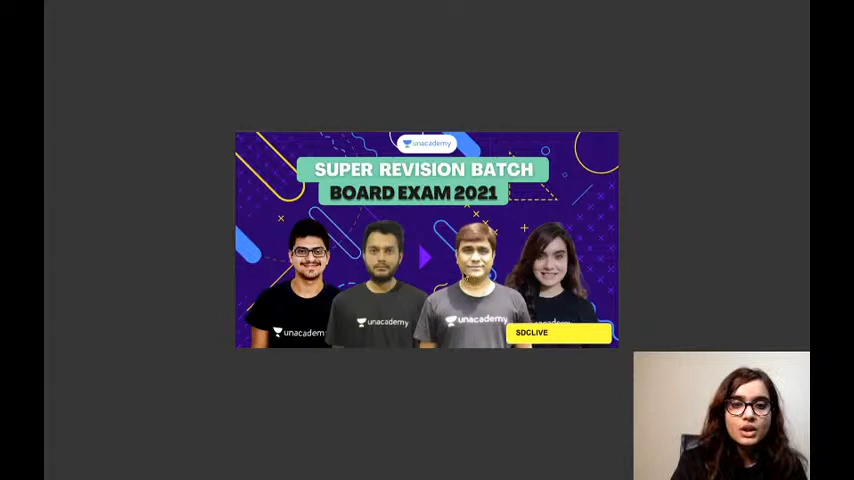 unacademy
SUPER REVISION BATCH
BOARD EXAM 2021
unacademy
unacademy
unacademy
SDCLIVE